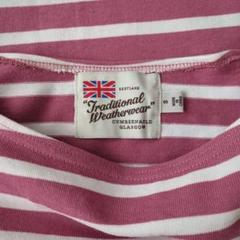 SCOTLAND
"Traditional
Weatherwear"
CUMBERNAULD
GLASGOW
S